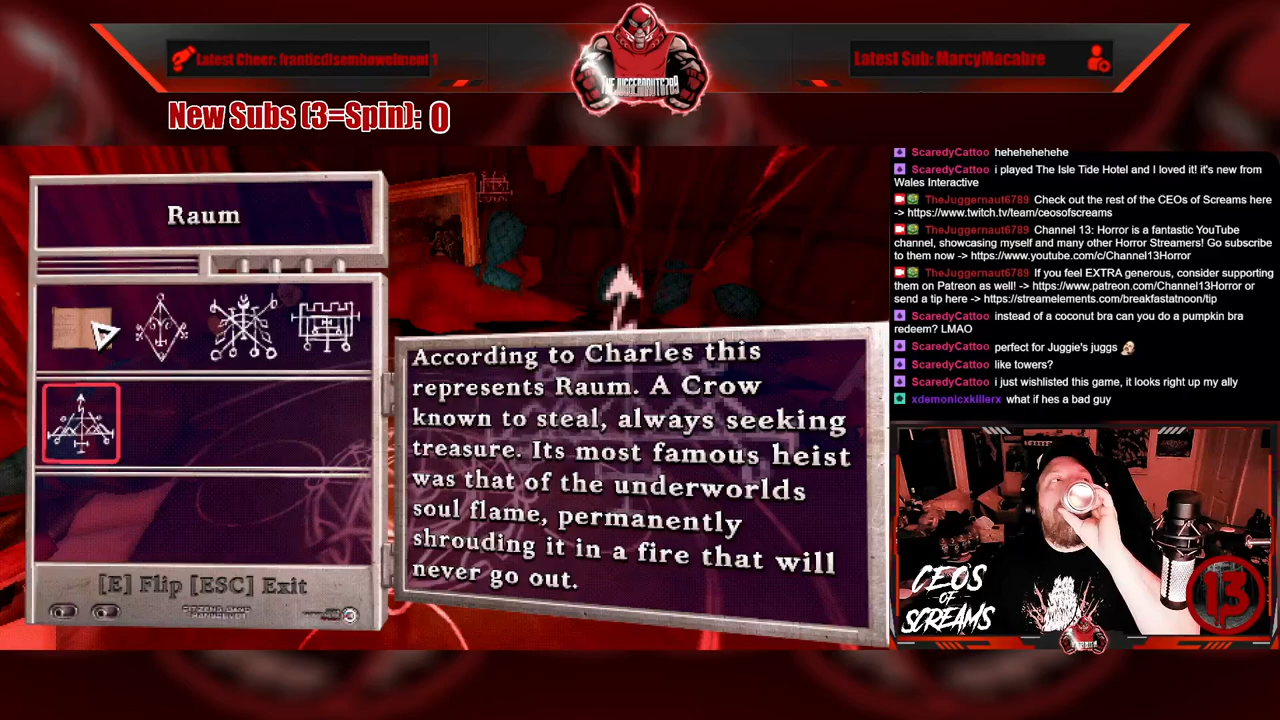 Latest Cheer: franticdisembowelment 1
THEJUGGERNAUT6789
Latest Sub: MarcyMacabre
New Subs (3=Spin): 0
Raum
[E] Flip [ESC] Exit
According to Charles this
represents Raum. A Crow
known to steal, always seeking
treasure. Its most famous heist
was that of the underworlds
soul flame, permanently
shrouding it in a fire that will
never go out.
ScaredyCattoo hehehehehehe
ScaredyCattoo i played The Isle Tide Hotel and I loved it! it's new from
Wales Interactive
TheJuggernaut6789 Check out the rest of the CEOs of Screams here
-> https://www.twitch.tv/team/ceosofscreams
TheJuggernaut6789 Channel 13: Horror is a fantastic YouTube
channel, showcasing myself and many other Horror Streamers! Go subscribe
to them now -> https://www.youtube.com/c/Channel13Horror
TheJuggernaut6789 If you feel EXTRA generous, consider supporting
them on Patreon as well! -> https://www.patreon.com/Channel13Horror or
send a tip here -> https://streamelements.com/breakfastatnoon/tip
ScaredyCattoo instead of a coconut bra can you do a pumpkin bra
redeem? LMAO
ScaredyCattoo perfect for Juggie's juggs
ScaredyCattoo like towers?
ScaredyCattoo i just wishlisted this game, it looks right up my ally
xdemonicxkillerx what if hes a bad guy
CEOS
OF
SCREAMS
13